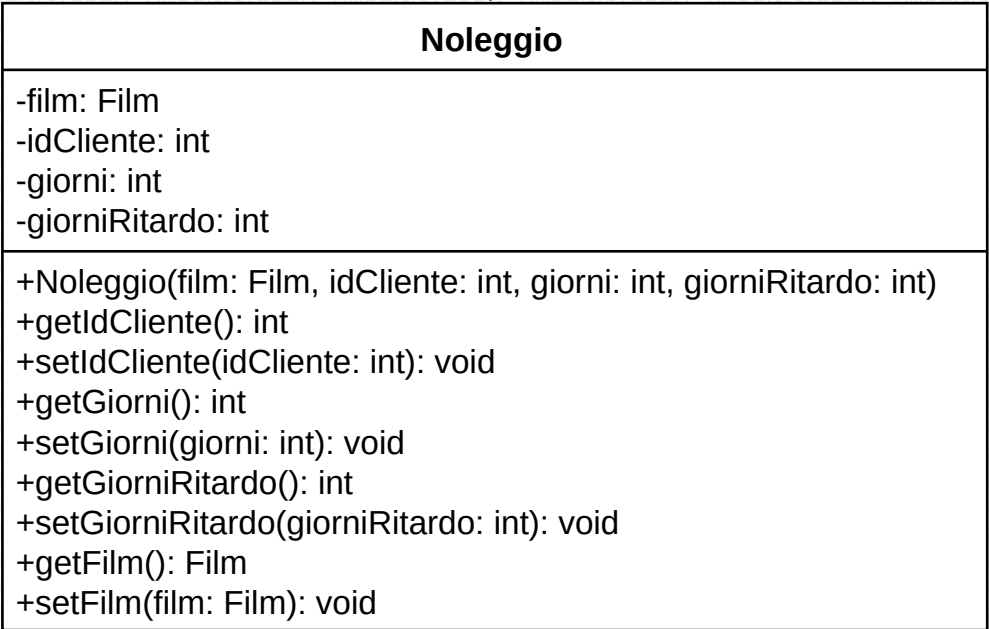 Noleggio
-film: Film
-idCliente: int
-giorni: int
-giorniRitardo: int
+Noleggio(film: Film, idCliente: int, giorni: int, giorniRitardo: int)
+getIdCliente(): int
+setIdCliente(idCliente: int): void
+getGiorni(): int
+setGiorni(giorni: int): void
+getGiorniRitardo(): int
+setGiorniRitardo(giorniRitardo: int): void
+getFilm(): Film
+setFilm(film: Film): void